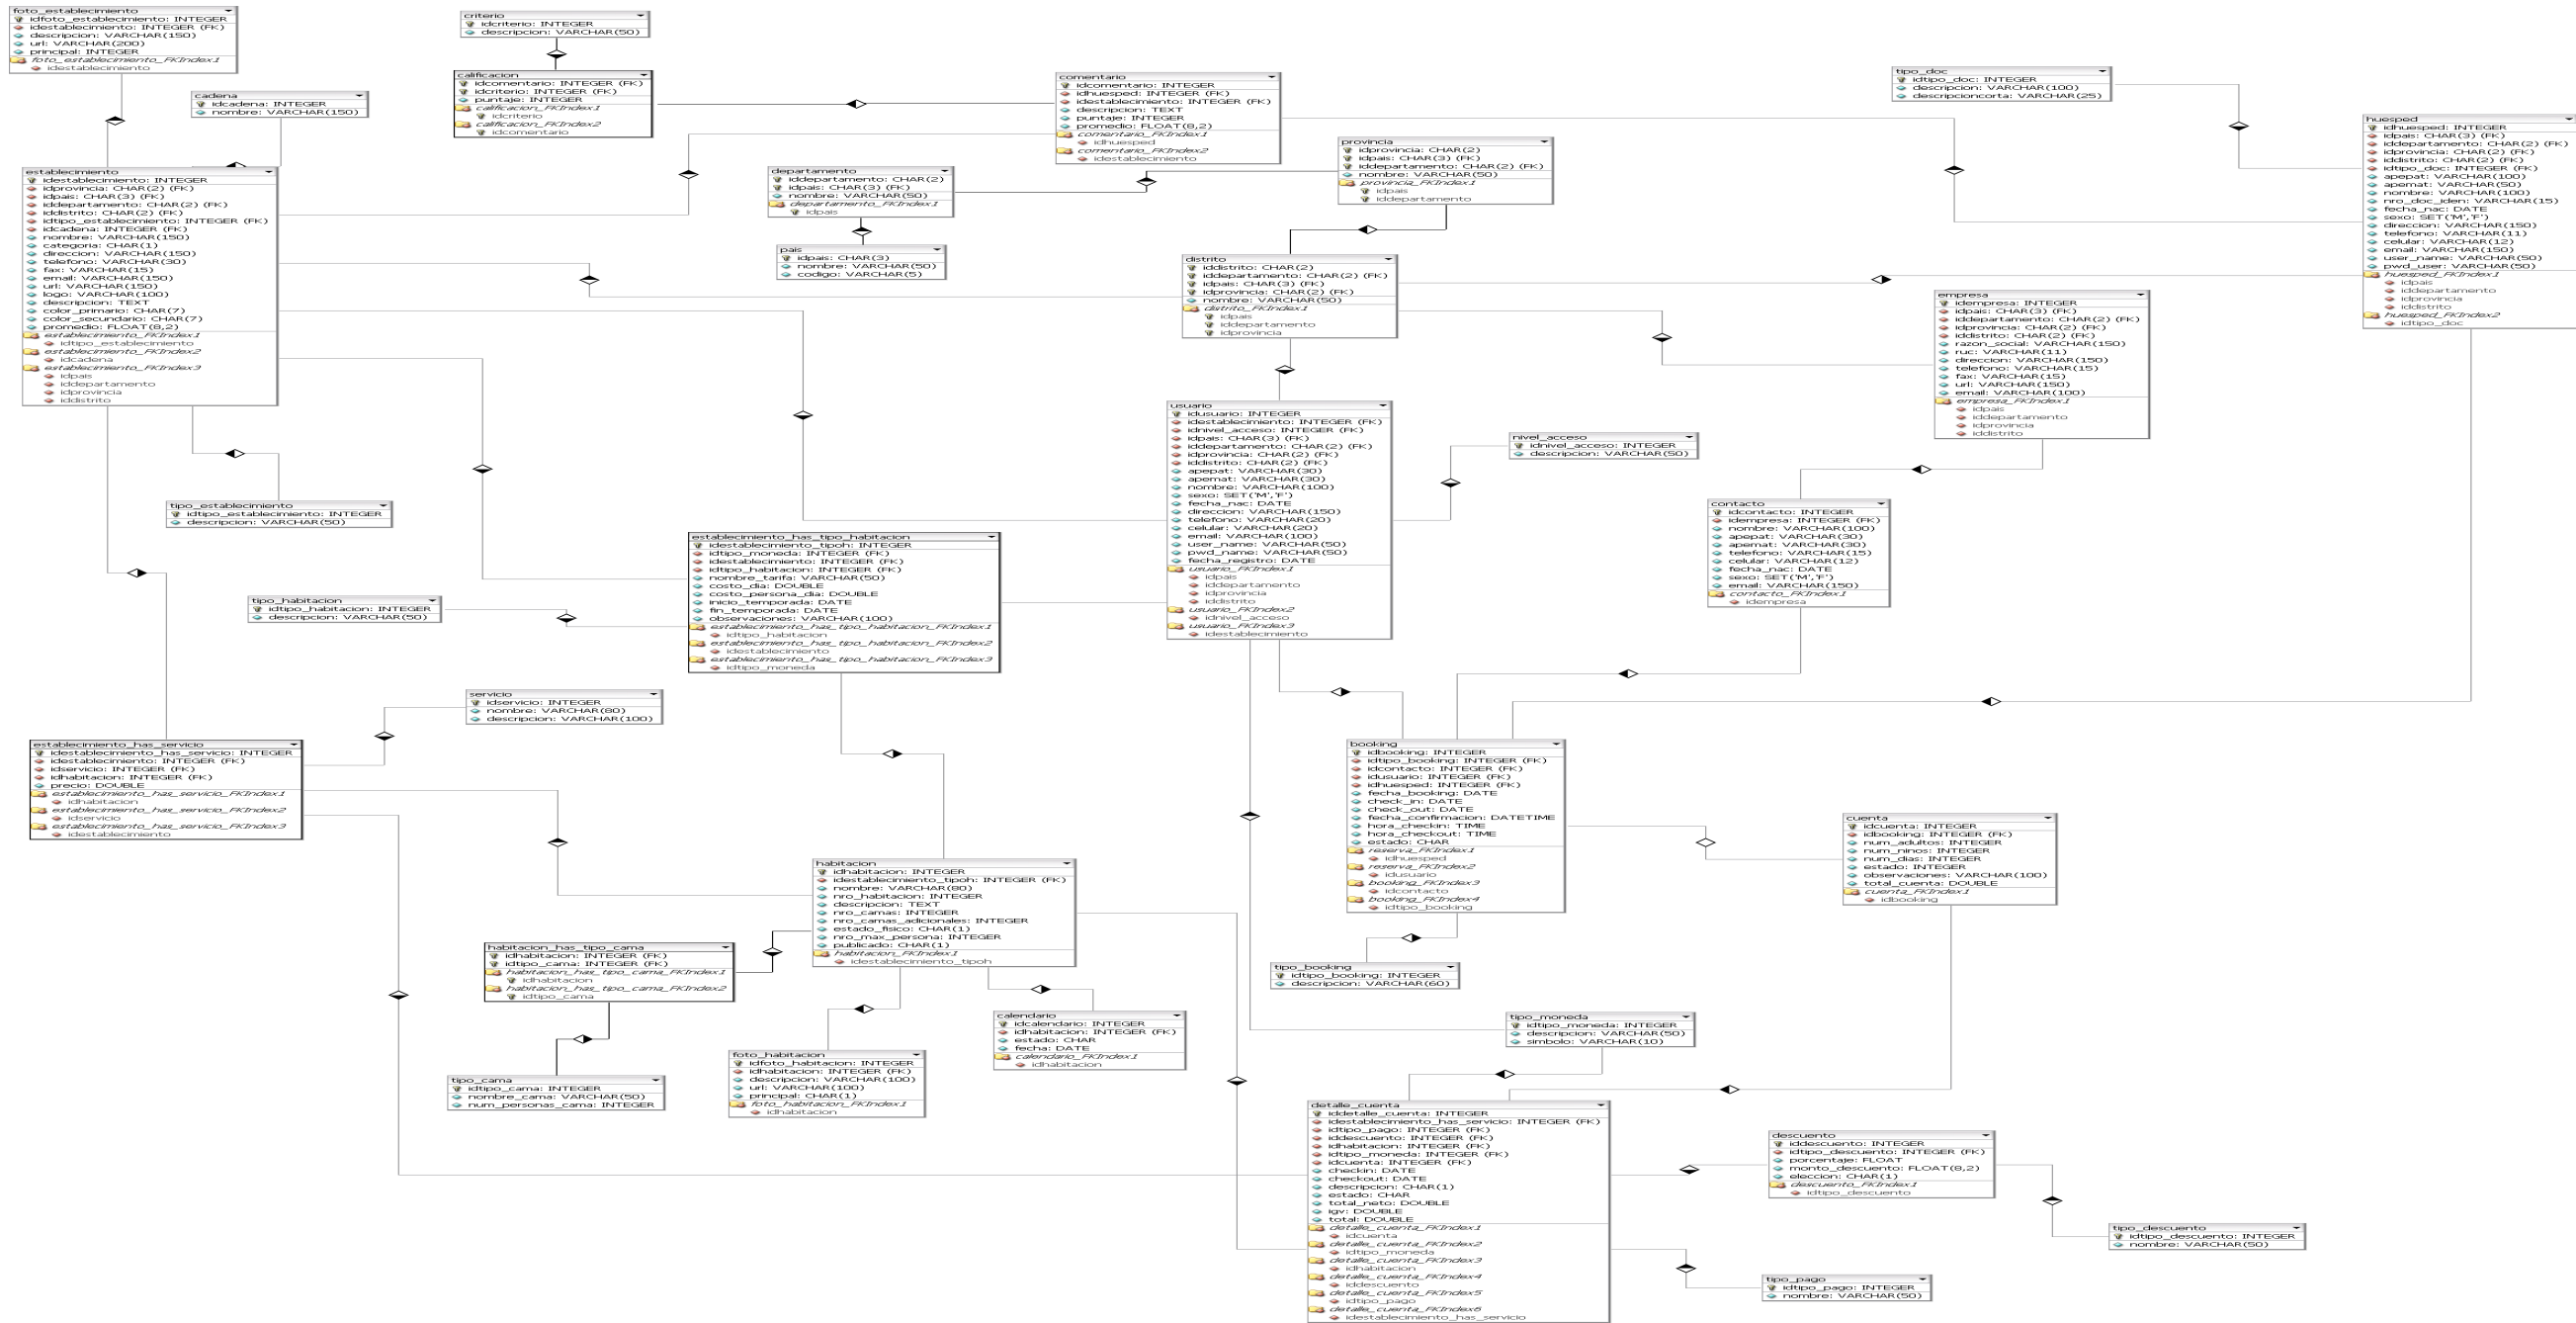 foto_establecimiento
idfoto_establecimiento: INTEGER
idestablecimiento: INTEGER (FK)
descripcion: VARCHAR(150)
url: VARCHAR(200)
principal: INTEGER
foto_establecimiento_FKIndex1
idestablecimiento
criterio
idcriterio: INTEGER
descripcion: VARCHAR(50)
cadena
idcadena: INTEGER
nombre: VARCHAR(150)
calificacion
idcomentario: INTEGER (FK)
idcriterio: INTEGER (FK)
puntaje: INTEGER
calificacion_FKIndex1
idcriterio
calificacion_FKIndex2
idcomentario
comentario
idcomentario: INTEGER
idhuesped: INTEGER (FK)
idestablecimiento: INTEGER (FK)
descripcion: TEXT
puntaje: INTEGER
promedio: FLOAT(8,2)
comentario_FKIndex1
idhuesped
comentario_FKIndex2
idestablecimiento
tipo_doc
idtipo_doc: INTEGER
descripcion: VARCHAR(100)
descripcioncorta: VARCHAR(25)
huesped
idhuesped: INTEGER
idpais: CHAR(3) (FK)
iddepartamento: CHAR(2) (FK)
idprovincia: CHAR(2) (FK)
iddistrito: CHAR(2) (FK)
idtipo_doc: INTEGER (FK)
apepat: VARCHAR(100)
apemat: VARCHAR(50)
nombre: VARCHAR(100)
nro_doc_iden: VARCHAR(15)
fecha_nac: DATE
sexo: SET('M','F')
direccion: VARCHAR(150)
telefono: VARCHAR(11)
celular: VARCHAR(12)
email: VARCHAR(150)
user_name: VARCHAR(50)
pwd_user: VARCHAR(50)
huesped_FKIndex1
idpais
iddepartamento
idprovincia
iddistrito
huesped_FKIndex2
idtipo_doc
establecimiento
idestablecimiento: INTEGER
idprovincia: CHAR(2) (FK)
idpais: CHAR(3) (FK)
iddepartamento: CHAR(2) (FK)
iddistrito: CHAR(2) (FK)
idtipo_establecimiento: INTEGER (FK)
idcadena: INTEGER (FK)
nombre: VARCHAR(150)
categoria: CHAR(1)
direccion: VARCHAR(150)
telefono: VARCHAR(30)
fax: VARCHAR(15)
email: VARCHAR(150)
url: VARCHAR(150)
logo: VARCHAR(100)
descripcion: TEXT
color_primario: CHAR(7)
color_secundario: CHAR(7)
promedio: FLOAT(8,2)
establecimiento_FKIndex1
idtipo_establecimiento
establecimiento_FKIndex2
idcadena
establecimiento_FKIndex3
idpais
iddepartamento
idprovincia
iddistrito
departamento
iddepartamento: CHAR(2)
idpais: CHAR(3) (FK)
nombre: VARCHAR(50)
departamento_FKIndex1
idpais
provincia
idprovincia: CHAR(2)
idpais: CHAR(3) (FK)
iddepartamento: CHAR(2) (FK)
nombre: VARCHAR(50)
provincia_FKIndex1
idpais
iddepartamento
pais
idpais: CHAR(3)
nombre: VARCHAR(50)
codigo: VARCHAR(5)
distrito
iddistrito: CHAR(2)
iddepartamento: CHAR(2) (FK)
idpais: CHAR(3) (FK)
idprovincia: CHAR(2) (FK)
nombre: VARCHAR(50)
distrito_FKIndex1
idpais
iddepartamento
idprovincia
empresa
idempresa: INTEGER
idpais: CHAR(3) (FK)
iddepartamento: CHAR(2) (FK)
idprovincia: CHAR(2) (FK)
iddistrito: CHAR(2) (FK)
razon_social: VARCHAR(150)
ruc: VARCHAR(11)
direccion: VARCHAR(150)
telefono: VARCHAR(15)
fax: VARCHAR(15)
url: VARCHAR(150)
email: VARCHAR(100)
empresa_FKIndex1
idpais
iddepartamento
idprovincia
iddistrito
usuario
idusuario: INTEGER
idestablecimiento: INTEGER (FK)
idnivel_acceso: INTEGER (FK)
idpais: CHAR(3) (FK)
iddepartamento: CHAR(2) (FK)
idprovincia: CHAR(2) (FK)
iddistrito: CHAR(2) (FK)
apepat: VARCHAR(30)
apemat: VARCHAR(30)
nombre: VARCHAR(100)
sexo: SET('M','F')
fecha_nac: DATE
direccion: VARCHAR(150)
telefono: VARCHAR(20)
celular: VARCHAR(20)
email: VARCHAR(100)
user_name: VARCHAR(50)
pwd_name: VARCHAR(50)
fecha_registro: DATE
usuario_FKIndex1
idpais
iddepartamento
idprovincia
iddistrito
usuario_FKIndex2
idnivel_acceso
usuario_FKIndex3
idestablecimiento
nivel_acceso
idnivel_acceso: INTEGER
descripcion: VARCHAR(50)
tipo_establecimiento
idtipo_establecimiento: INTEGER
descripcion: VARCHAR(50)
contacto
idcontacto: INTEGER
idempresa: INTEGER (FK)
nombre: VARCHAR(100)
apepat: VARCHAR(30)
apemat: VARCHAR(30)
telefono: VARCHAR(15)
celular: VARCHAR(12)
fecha_nac: DATE
sexo: SET('M','F')
email: VARCHAR(150)
contacto_FKIndex1
idempresa
establecimiento_has_tipo_habitacion
idestablecimiento_tipoh: INTEGER
idtipo_moneda: INTEGER (FK)
idestablecimiento: INTEGER (FK)
idtipo_habitacion: INTEGER (FK)
nombre_tarifa: VARCHAR(50)
costo_dia: DOUBLE
costo_persona_dia: DOUBLE
inicio_temporada: DATE
fin_temporada: DATE
observaciones: VARCHAR(100)
establecimiento_has_tipo_habitacion_FKIndex1
idtipo_habitacion
establecimiento_has_tipo_habitacion_FKIndex2
idestablecimiento
establecimiento_has_tipo_habitacion_FKIndex3
idtipo_moneda
tipo_habitacion
idtipo_habitacion: INTEGER
descripcion: VARCHAR(50)
servicio
idservicio: INTEGER
nombre: VARCHAR(80)
descripcion: VARCHAR(100)
establecimiento_has_servicio
idestablecimiento_has_servicio: INTEGER
idestablecimiento: INTEGER (FK)
idservicio: INTEGER (FK)
idhabitacion: INTEGER (FK)
precio: DOUBLE
establecimiento_has_servicio_FKIndex1
idhabitacion
establecimiento_has_servicio_FKIndex2
idservicio
establecimiento_has_servicio_FKIndex3
idestablecimiento
booking
idbooking: INTEGER
idtipo_booking: INTEGER (FK)
idcontacto: INTEGER (FK)
idusuario: INTEGER (FK)
idhuesped: INTEGER (FK)
fecha_booking: DATE
check_in: DATE
check_out: DATE
fecha_confirmacion: DATETIME
hora_checkin: TIME
hora_checkout: TIME
estado: CHAR
reserva_FKIndex1
idhuesped
reserva_FKIndex2
idusuario
booking_FKIndex3
idcontacto
booking_FKIndex4
idtipo_booking
cuenta
idcuenta: INTEGER
idbooking: INTEGER (FK)
num_adultos: INTEGER
num_ninos: INTEGER
num_dias: INTEGER
estado: INTEGER
observaciones: VARCHAR(100)
total_cuenta: DOUBLE
cuenta_FKIndex1
idbooking
habitacion
idhabitacion: INTEGER
idestablecimiento_tipoh: INTEGER (FK)
nombre: VARCHAR(80)
nro_habitacion: INTEGER
descripcion: TEXT
nro_camas: INTEGER
nro_camas_adicionales: INTEGER
estado_fisico: CHAR(1)
nro_max_persona: INTEGER
publicado: CHAR(1)
habitacion_FKIndex1
idestablecimiento_tipoh
habitacion_has_tipo_cama
idhabitacion: INTEGER (FK)
idtipo_cama: INTEGER (FK)
habitacion_has_tipo_cama_FKIndex1
idhabitacion
habitacion_has_tipo_cama_FKIndex2
idtipo_cama
tipo_booking
idtipo_booking: INTEGER
descripcion: VARCHAR(60)
calendario
idcalendario: INTEGER
idhabitacion: INTEGER (FK)
estado: CHAR
fecha: DATE
calendario_FKIndex1
idhabitacion
tipo_moneda
idtipo_moneda: INTEGER
descripcion: VARCHAR(50)
simbolo: VARCHAR(10)
foto_habitacion
idfoto_habitacion: INTEGER
idhabitacion: INTEGER (FK)
descripcion: VARCHAR(100)
url: VARCHAR(100)
principal: CHAR(1)
foto_habitacion_FKIndex1
idhabitacion
tipo_cama
idtipo_cama: INTEGER
nombre_cama: VARCHAR(50)
num_personas_cama: INTEGER
detalle_cuenta
iddetalle_cuenta: INTEGER
idestablecimiento_has_servicio: INTEGER (FK)
idtipo_pago: INTEGER (FK)
iddescuento: INTEGER (FK)
idhabitacion: INTEGER (FK)
idtipo_moneda: INTEGER (FK)
idcuenta: INTEGER (FK)
checkin: DATE
checkout: DATE
descripcion: CHAR(1)
estado: CHAR
total_neto: DOUBLE
igv: DOUBLE
total: DOUBLE
detalle_cuenta_FKIndex1
idcuenta
detalle_cuenta_FKIndex2
idtipo_moneda
detalle_cuenta_FKIndex3
idhabitacion
detalle_cuenta_FKIndex4
iddescuento
detalle_cuenta_FKIndex5
idtipo_pago
detalle_cuenta_FKIndex6
idestablecimiento_has_servicio
descuento
iddescuento: INTEGER
idtipo_descuento: INTEGER (FK)
porcentaje: FLOAT
monto_descuento: FLOAT(8,2)
eleccion: CHAR(1)
descuento_FKIndex1
idtipo_descuento
tipo_descuento
idtipo_descuento: INTEGER
nombre: VARCHAR(50)
tipo_pago
idtipo_pago: INTEGER
nombre: VARCHAR(50)